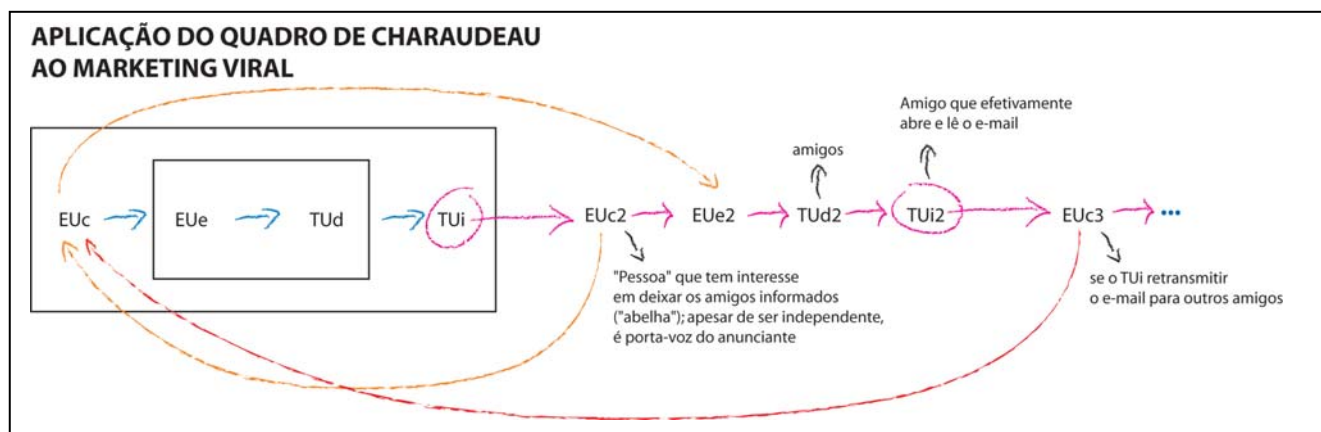 APLICAÇÃO DO QUADRO DE CHARAUDEAU
AO MARKETING VIRAL
Amigo que efetivamente
abre e lê o e-mail
amigos
EUc EUe TUd TUi EUc2 EUe2 TUd2 TUi2 EUc3 ...
"Pessoa" que tem interesse
em deixar os amigos informados
("abelha"); apesar de ser independente,
é porta-voz do anunciante
se o TUi retransmitir
o e-mail para outros amigos